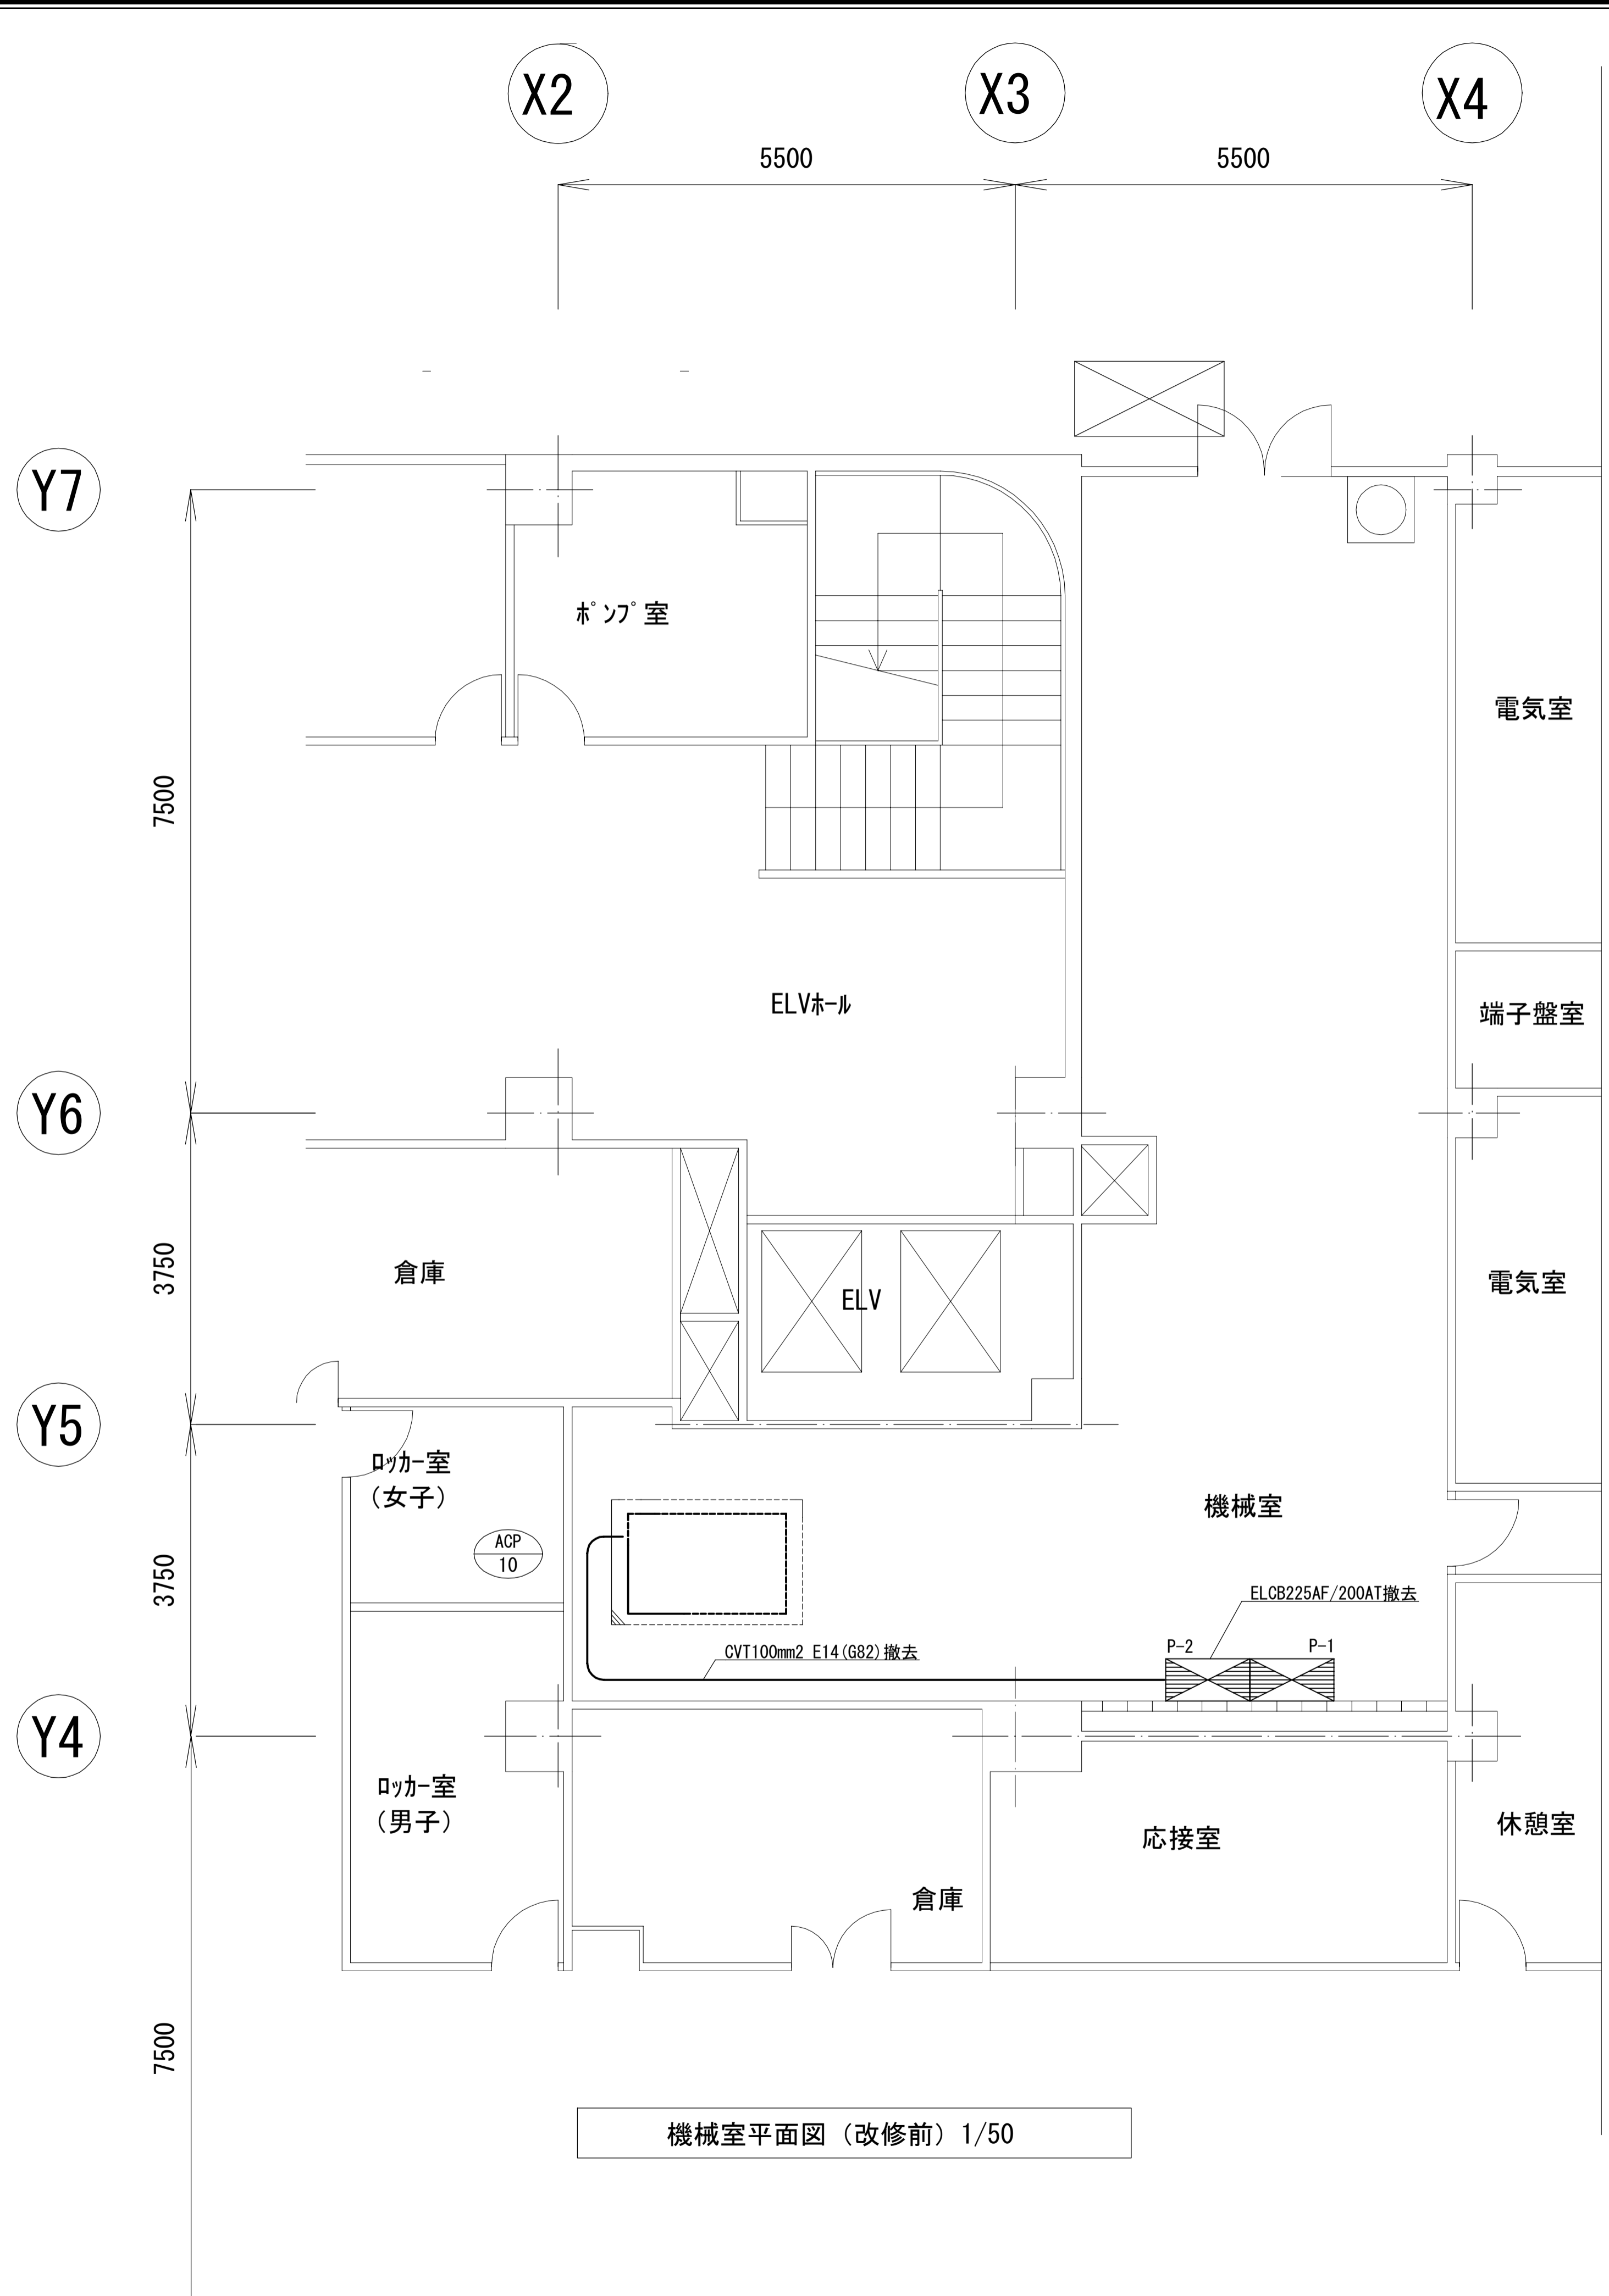 X2
X3
X4
5500
5500
Y7
ﾎﾟﾝﾌﾟ室
電気室
7500
ELVﾎｰﾙ
端子盤室
Y6
3750
倉庫
ELV
電気室
Y5
ﾛｯｶｰ室
(女子)
機械室
ACP
10
3750
ELCB225AF/200AT撤去
P-2
P-1
CVT100mm2 E14(G82)撤去
Y4
ﾛｯｶｰ室
(男子)
応接室
休憩室
倉庫
7500
機械室平面図（改修前）1/50